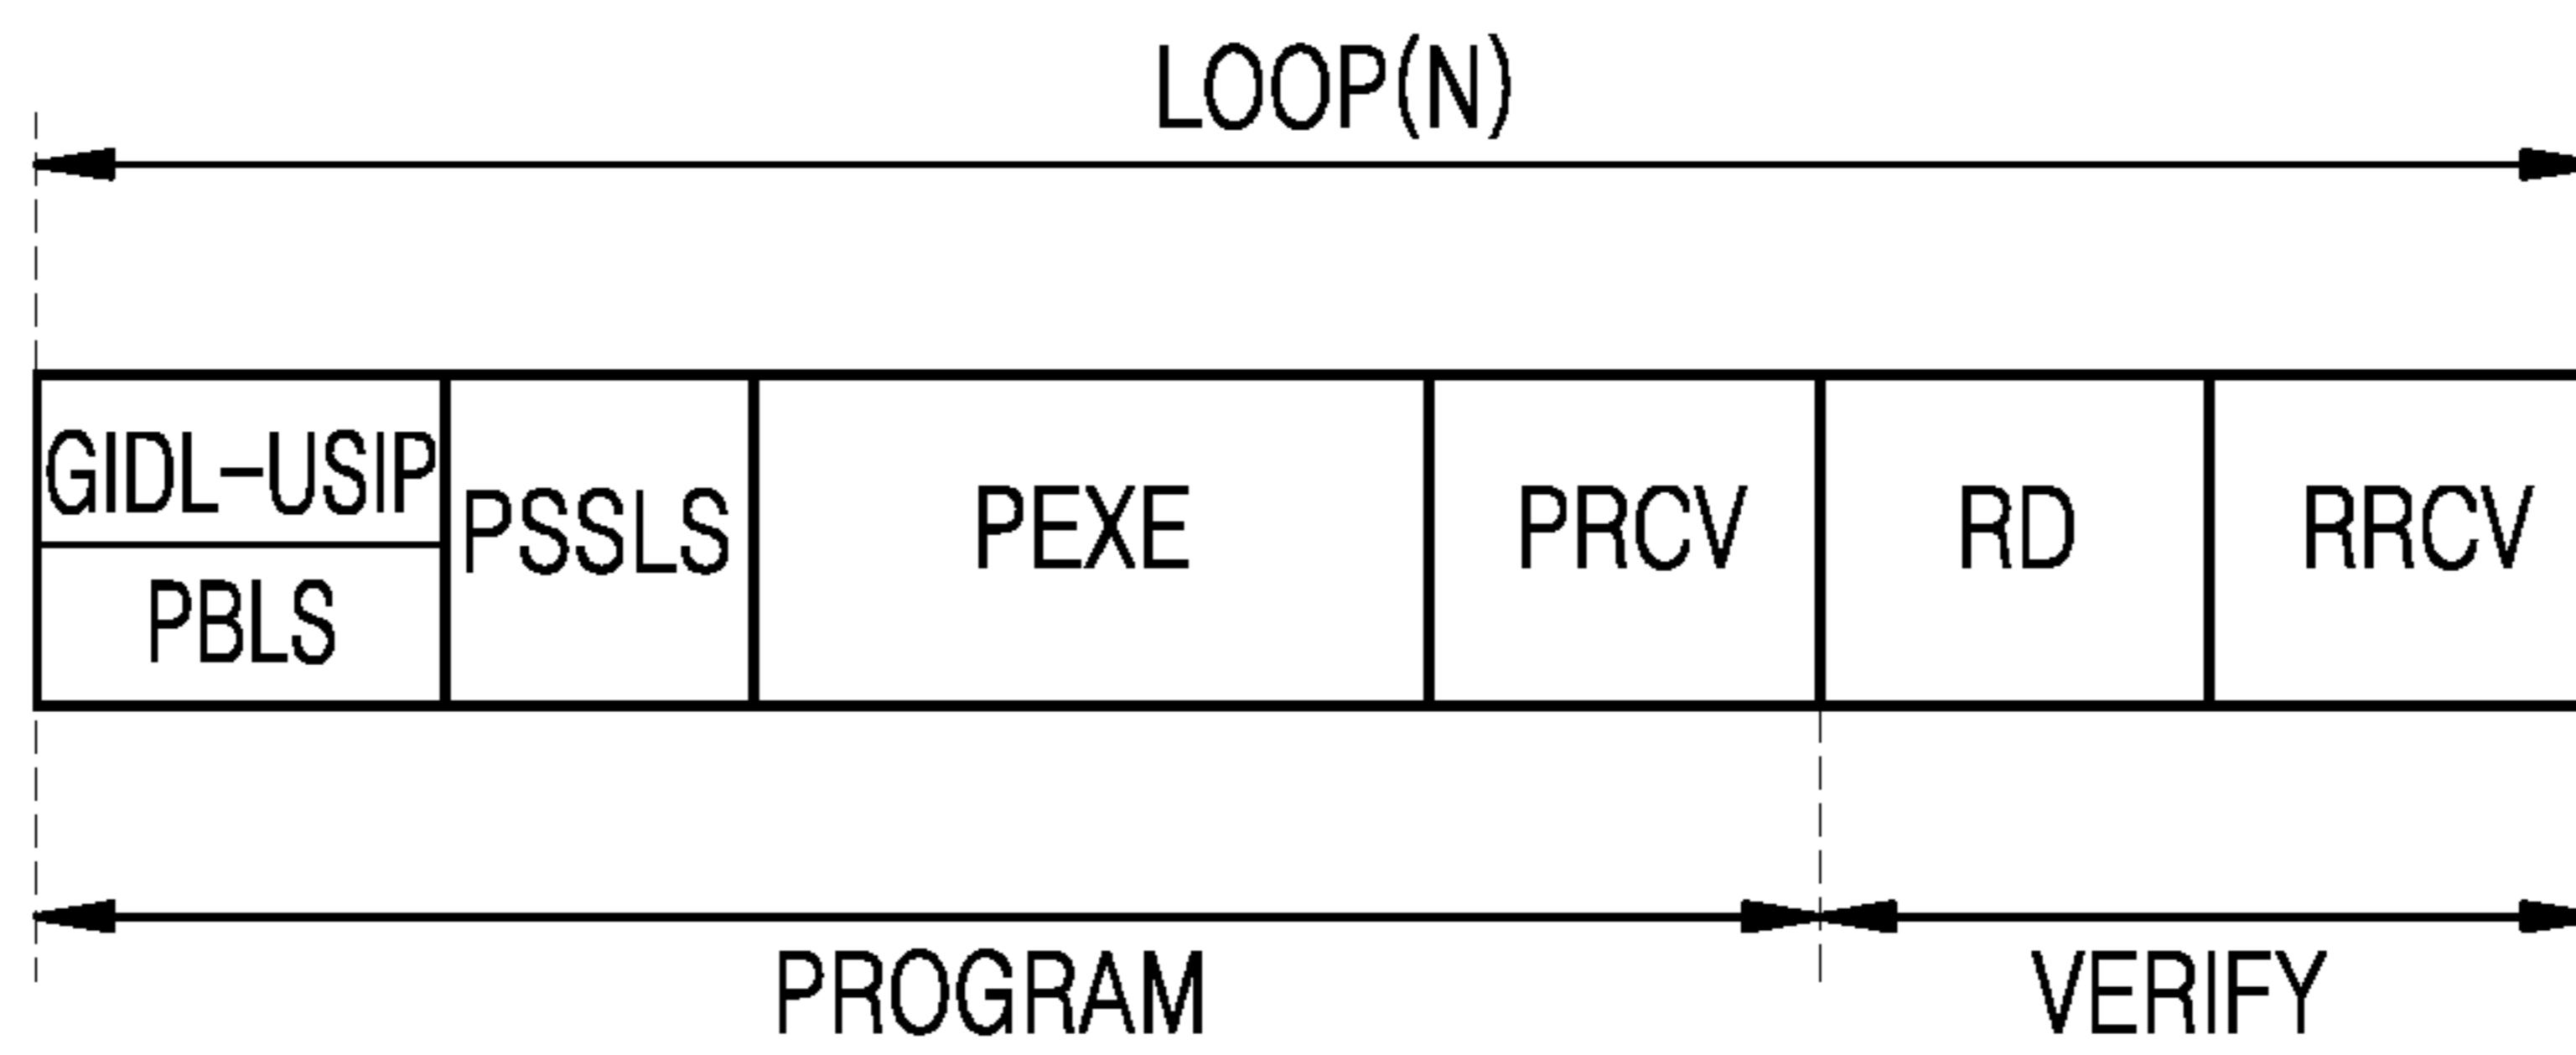 LOOP(N)
GIDL-USIP
PBLS
PSSLS
PEXE
PRCV
RD
RRCV
PROGRAM
VERIFY